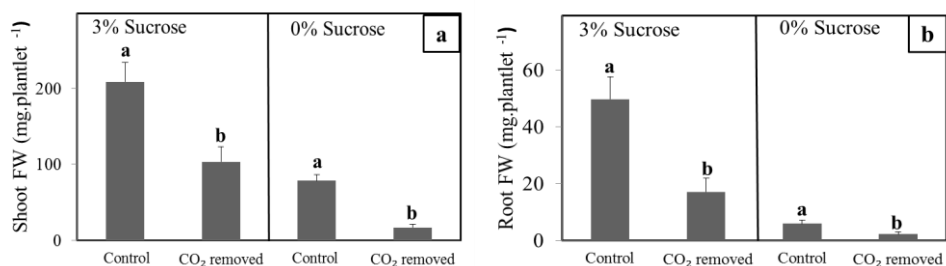 3% Sucrose 0% Sucrose a
a
b
a
b
200
100
0
Shoot FW (mg.plantlet ⁻¹)
Control CO₂ removed Control CO₂ removed
3% Sucrose 0% Sucrose b
a
b
a
b
60
40
20
0
Root FW (mg.plantlet ⁻¹)
Control CO₂ removed Control CO₂ removed